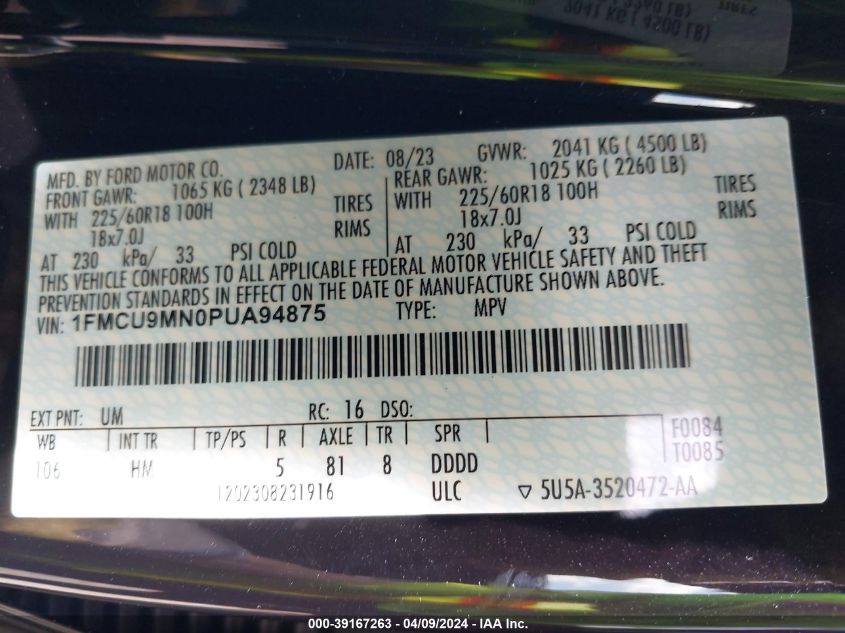 MFD. BY FORD MOTOR CO.
DATE: 08/23 GVWR: 2041 KG ( 4500 LB)
FRONT GAWR: 1065 KG ( 2348 LB)
REAR GAWR: 1025 KG ( 2260 LB)
WITH 225/60R18 100H TIRES
WITH 225/60R18 100H TIRES
18x7.0J RIMS
18x7.0J RIMS
AT 230 kPa/ 33 PSI COLD
AT 230 kPa/ 33 PSI COLD
THIS VEHICLE CONFORMS TO ALL APPLICABLE FEDERAL MOTOR VEHICLE SAFETY AND THEFT
PREVENTION STANDARDS IN EFFECT ON THE DATE OF MANUFACTURE SHOWN ABOVE.
VIN: 1FMCU9MN0PUA94875 TYPE: MPV
EXT PNT: UM RC: 16 DSO:
WB INT TR TP/PS R AXLE TR SPR F0084
106 HM 5 81 8 DDDD T0085
1202308231916 ULC ▽ 5U5A-3520472-AA
000-39167263 - 04/09/2024 - IAA Inc.